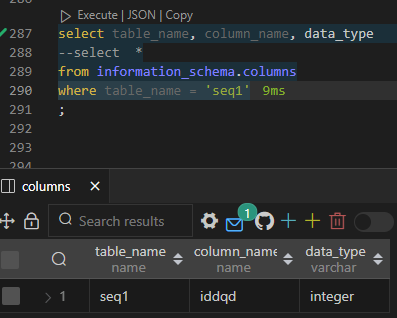 286
Execute | JSON | Copy
287 select table_name, column_name, data_type
288 --select *
289 from information_schema.columns
290 where table_name = 'seq1' 9ms
291 ;
292
293
294
columns ×
Search results 1
table_name column_name data_type
name name varchar
1 seq1 iddqd integer